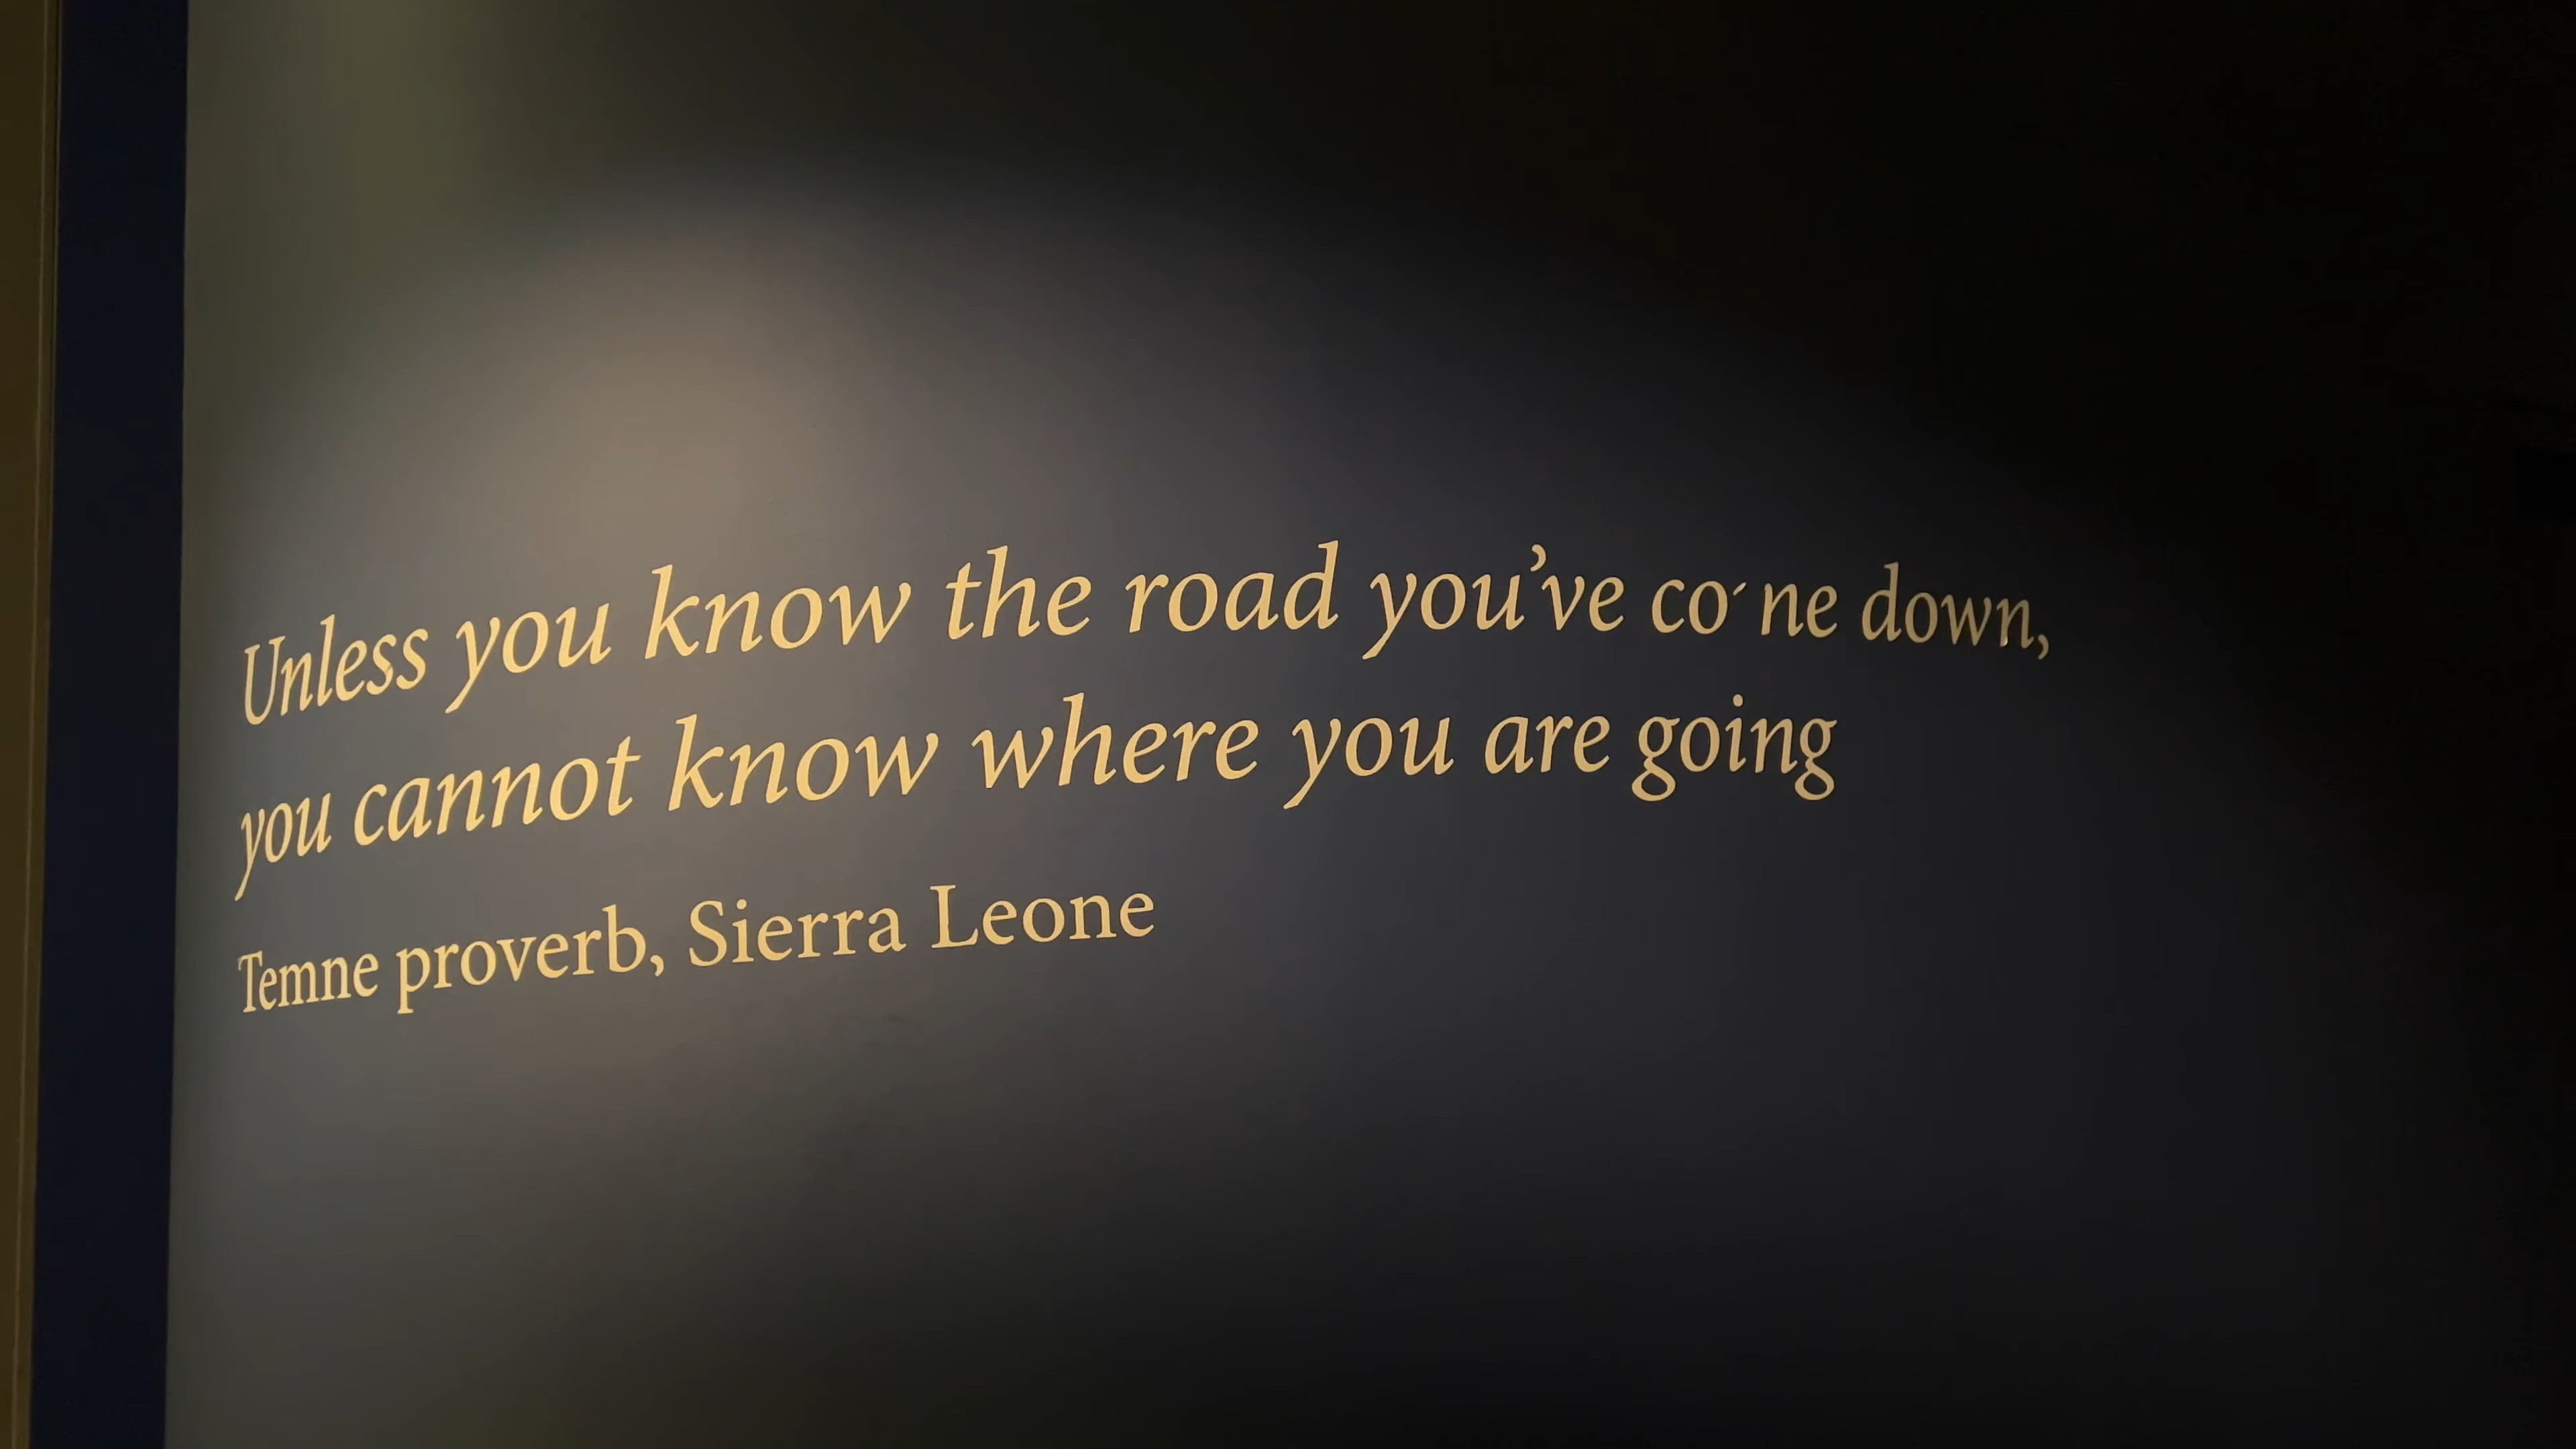 Unless you know the road you've come down,
you cannot know where you are going
Temne proverb, Sierra Leone